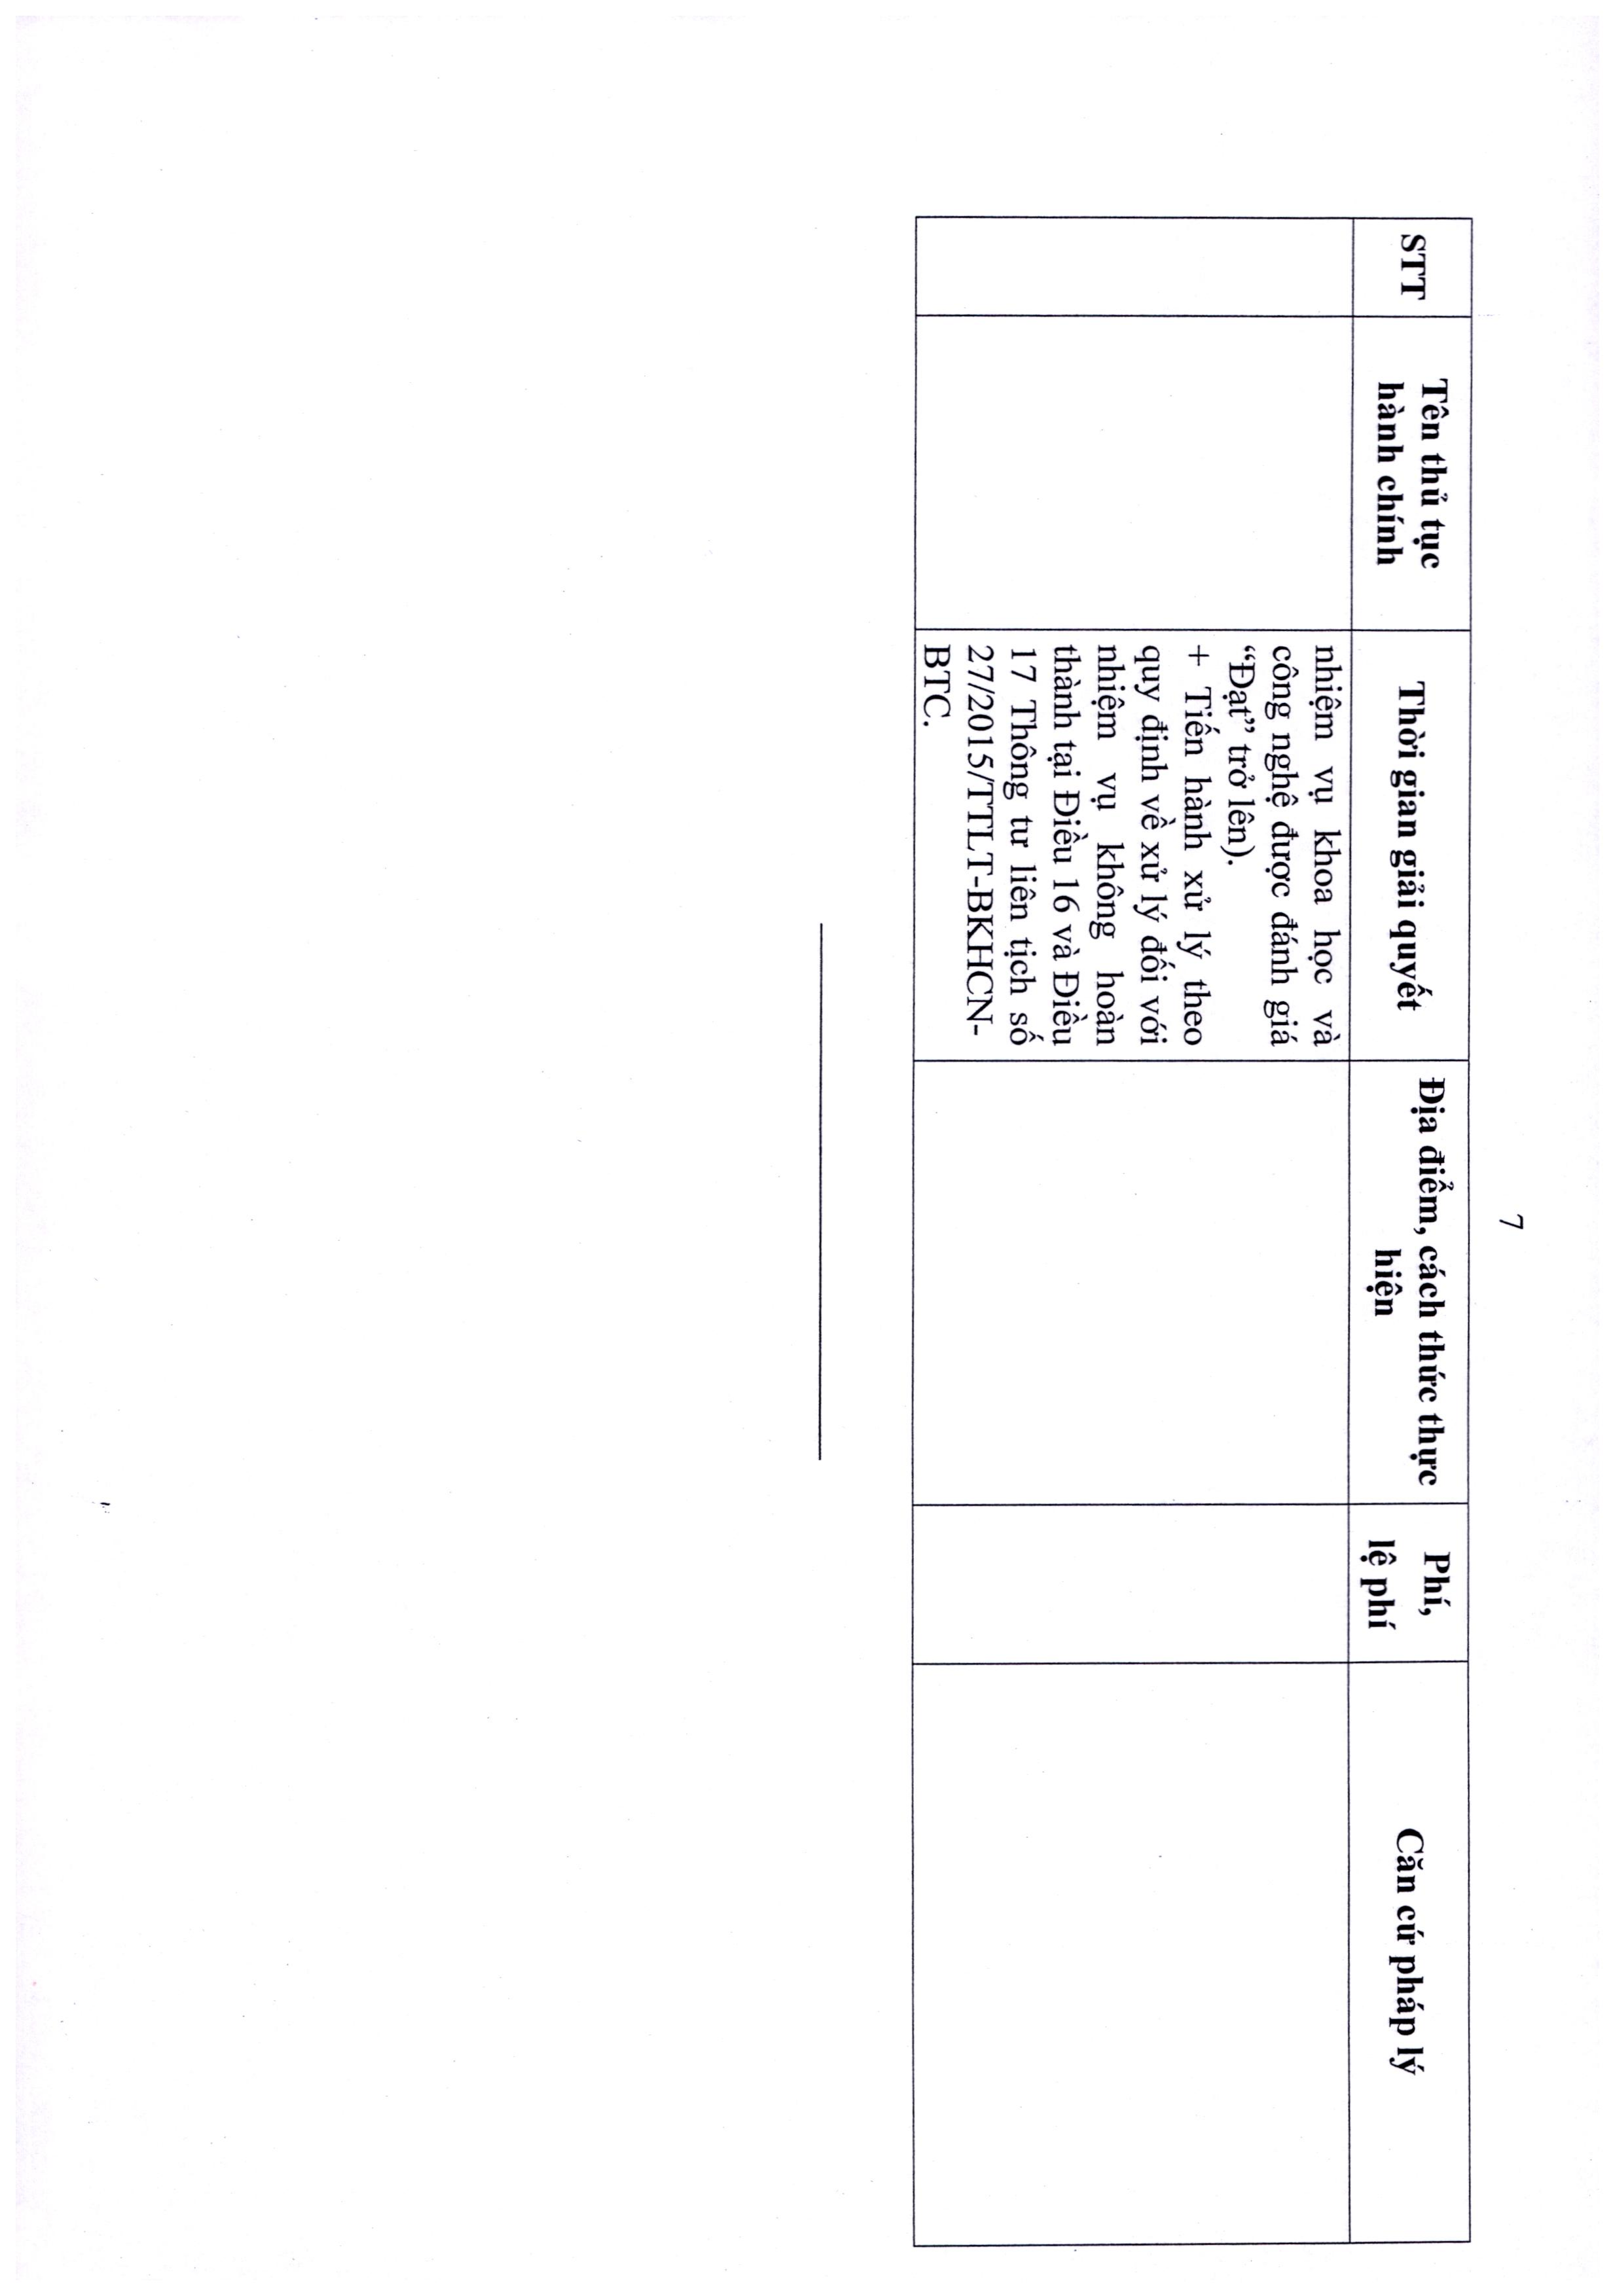 7
STT
Tên thủ tục
hành chính
Thời gian giải quyết
Địa điểm, cách thức thực
hiện
Phí,
lệ phí
Căn cứ pháp lý
nhiệm vụ khoa học và
công nghệ được đánh giá
“Đạt” trở lên).
+ Tiến hành xử lý theo
quy định về xử lý đối với
nhiệm vụ không hoàn
thành tại Điều 16 và Điều
17 Thông tư liên tịch số
27/2015/TTLT-BKHCN-
BTC.